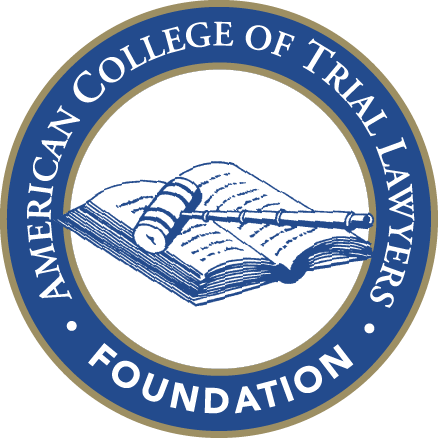 AMERICAN COLLEGE OF TRIAL LAWYERS
• FOUNDATION •